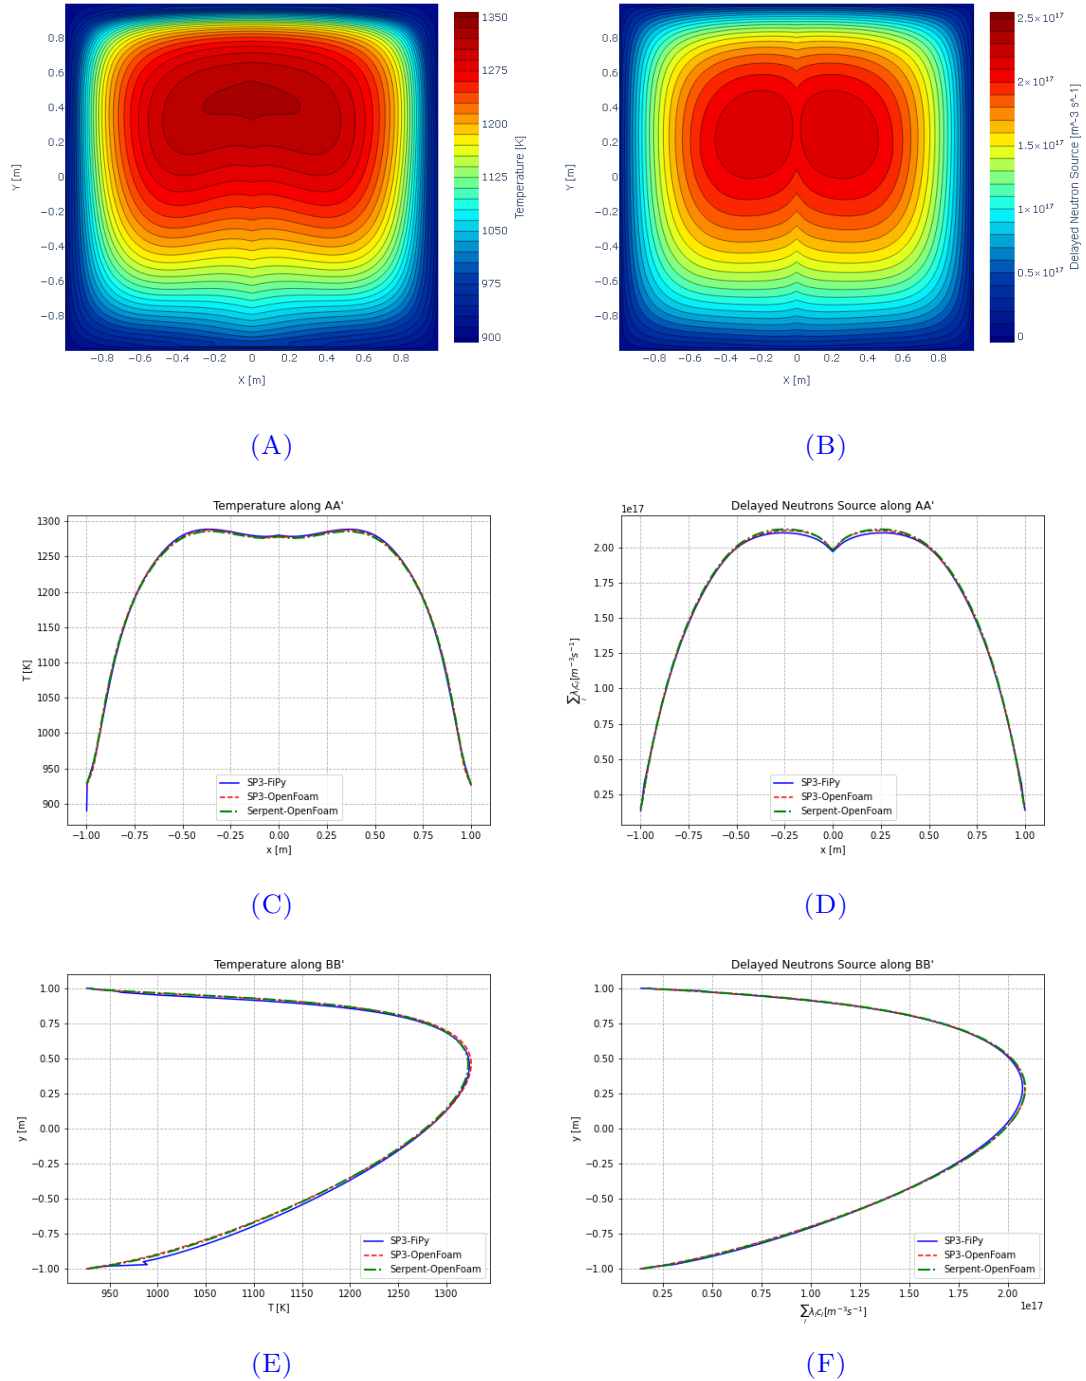 0.8
0.6
0.4
0.2
0
−0.2
−0.4
−0.6
−0.8
Y [m]
−0.8 −0.6 −0.4 −0.2 0 0.2 0.4 0.6 0.8
X [m]
1350
1275
1200
1125
1050
975
900
Temperature [K]
0.8
0.6
0.4
0.2
0
−0.2
−0.4
−0.6
−0.8
Y [m]
−0.8 −0.6 −0.4 −0.2 0 0.2 0.4 0.6 0.8
X [m]
2.5×10¹⁷
2×10¹⁷
1.5×10¹⁷
1×10¹⁷
0.5×10¹⁷
0
Delayed Neutron Source [m^-3 s^-1]
(A)
(B)
Temperature along AA'
1300
1250
1200
1150
1100
1050
1000
950
900
T [K]
SP3-FiPy
SP3-OpenFoam
Serpent-OpenFoam
−1.00 −0.75 −0.50 −0.25 0.00 0.25 0.50 0.75 1.00
x [m]
Delayed Neutrons Source along AA'
1e17
2.00
1.75
1.50
1.25
1.00
0.75
0.50
0.25
∑ᵢ λᵢcᵢ[m⁻³s⁻¹]
SP3-FiPy
SP3-OpenFoam
Serpent-OpenFoam
−1.00 −0.75 −0.50 −0.25 0.00 0.25 0.50 0.75 1.00
x [m]
(C)
(D)
Temperature along BB'
1.00
0.75
0.50
0.25
0.00
−0.25
−0.50
−0.75
−1.00
y [m]
SP3-FiPy
SP3-OpenFoam
Serpent-OpenFoam
950 1000 1050 1100 1150 1200 1250 1300
T [K]
Delayed Neutrons Source along BB'
1.00
0.75
0.50
0.25
0.00
−0.25
−0.50
−0.75
−1.00
y [m]
SP3-FiPy
SP3-OpenFoam
Serpent-OpenFoam
0.25 0.50 0.75 1.00 1.25 1.50 1.75 2.00
1e17
∑ᵢ λᵢcᵢ[m⁻³s⁻¹]
(E)
(F)